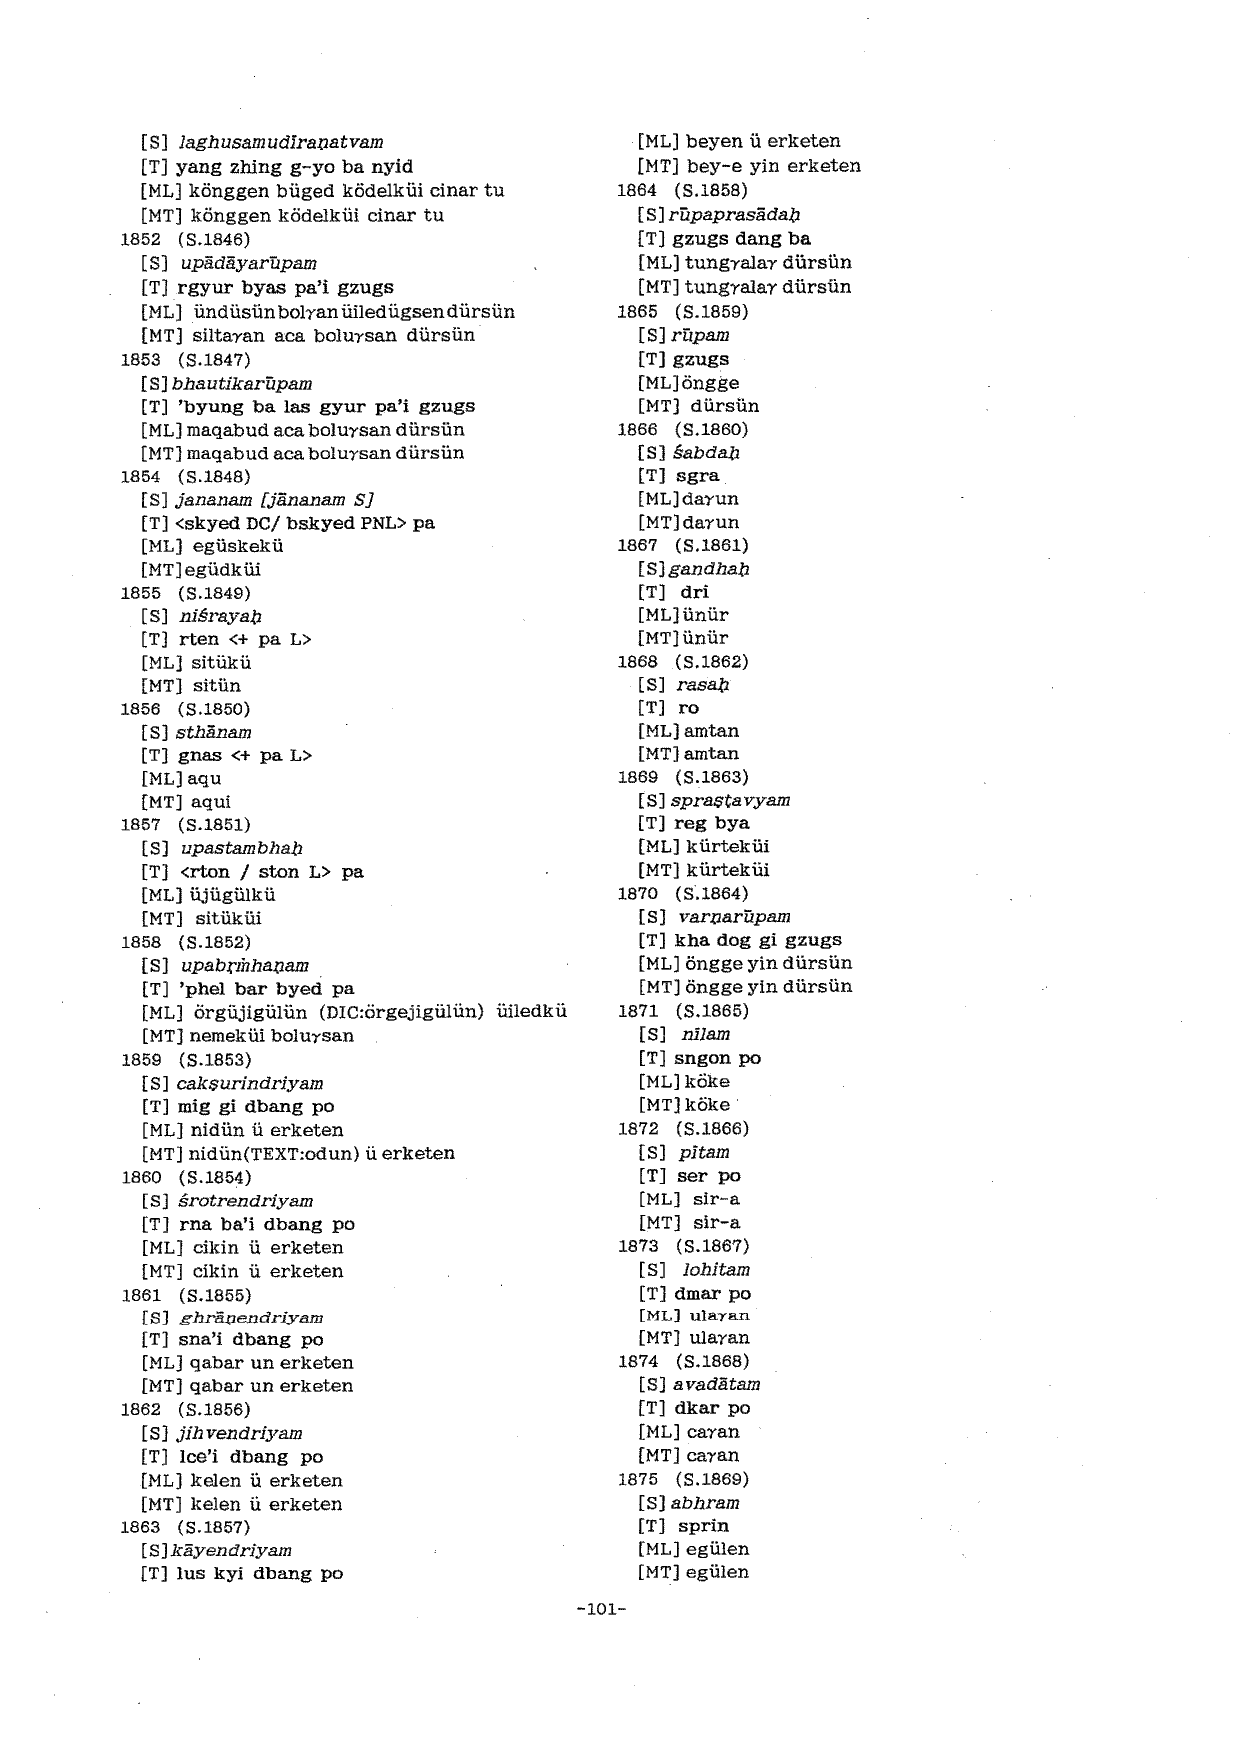 [S] laghusamudīraṇatvam
[T] yang zhing g-yo ba nyid
[ML] könggen büged ködelküi cinar tu
[MT] könggen ködelküi cinar tu
1852 (S.1846)
[S] upādāyarūpam
[T] rgyur byas pa'i gzugs
[ML] ündüsün bolγan üiledügsen dürsün
[MT] siltaγan aca boluγsan dürsün
1853 (S.1847)
[S] bhautikarūpam
[T] 'byung ba las gyur pa'i gzugs
[ML] maqabud aca boluγsan dürsün
[MT] maqabud aca boluγsan dürsün
1854 (S.1848)
[S] jananam [jānanam S]
[T] <skyed DC/ bskyed PNL> pa
[ML] egüskekü
[MT] egüdküi
1855 (S.1849)
[S] niśrayaḥ
[T] rten <+ pa L>
[ML] sitükü
[MT] sitün
1856 (S.1850)
[S] sthānam
[T] gnas <+ pa L>
[ML] aqu
[MT] aqui
1857 (S.1851)
[S] upastambhaḥ
[T] <rton / ston L> pa
[ML] üjügülkü
[MT] sitüküi
1858 (S.1852)
[S] upabṛṁhaṇam
[T] 'phel bar byed pa
[ML] örgüjigülün (DIC:örgejigülün) üiledkü
[MT] nemeküi boluγsan
1859 (S.1853)
[S] cakṣurindriyam
[T] mig gi dbang po
[ML] nidün ü erketen
[MT] nidün(TEXT:odun) ü erketen
1860 (S.1854)
[S] śrotrendriyam
[T] rna ba'i dbang po
[ML] cikin ü erketen
[MT] cikin ü erketen
1861 (S.1855)
[S] ghrāṇendriyam
[T] sna'i dbang po
[ML] qabar un erketen
[MT] qabar un erketen
1862 (S.1856)
[S] jihvendriyam
[T] lce'i dbang po
[ML] kelen ü erketen
[MT] kelen ü erketen
1863 (S.1857)
[S] kāyendriyam
[T] lus kyi dbang po
[ML] beyen ü erketen
[MT] bey-e yin erketen
1864 (S.1858)
[S] rūpaprasādaḥ
[T] gzugs dang ba
[ML] tungγalaγ dürsün
[MT] tungγalaγ dürsün
1865 (S.1859)
[S] rūpam
[T] gzugs
[ML] öngge
[MT] dürsün
1866 (S.1860)
[S] śabdaḥ
[T] sgra
[ML] daγun
[MT] daγun
1867 (S.1861)
[S] gandhaḥ
[T] dri
[ML] ünür
[MT] ünür
1868 (S.1862)
[S] rasaḥ
[T] ro
[ML] amtan
[MT] amtan
1869 (S.1863)
[S] spraṣṭavyam
[T] reg bya
[ML] kürteküi
[MT] kürteküi
1870 (S.1864)
[S] varṇarūpam
[T] kha dog gi gzugs
[ML] öngge yin dürsün
[MT] öngge yin dürsün
1871 (S.1865)
[S] nīlam
[T] sngon po
[ML] köke
[MT] köke
1872 (S.1866)
[S] pītam
[T] ser po
[ML] sir-a
[MT] sir-a
1873 (S.1867)
[S] lohitam
[T] dmar po
[ML] ulaγan
[MT] ulaγan
1874 (S.1868)
[S] avadātam
[T] dkar po
[ML] caγan
[MT] caγan
1875 (S.1869)
[S] abhram
[T] sprin
[ML] egülen
[MT] egülen
-101-